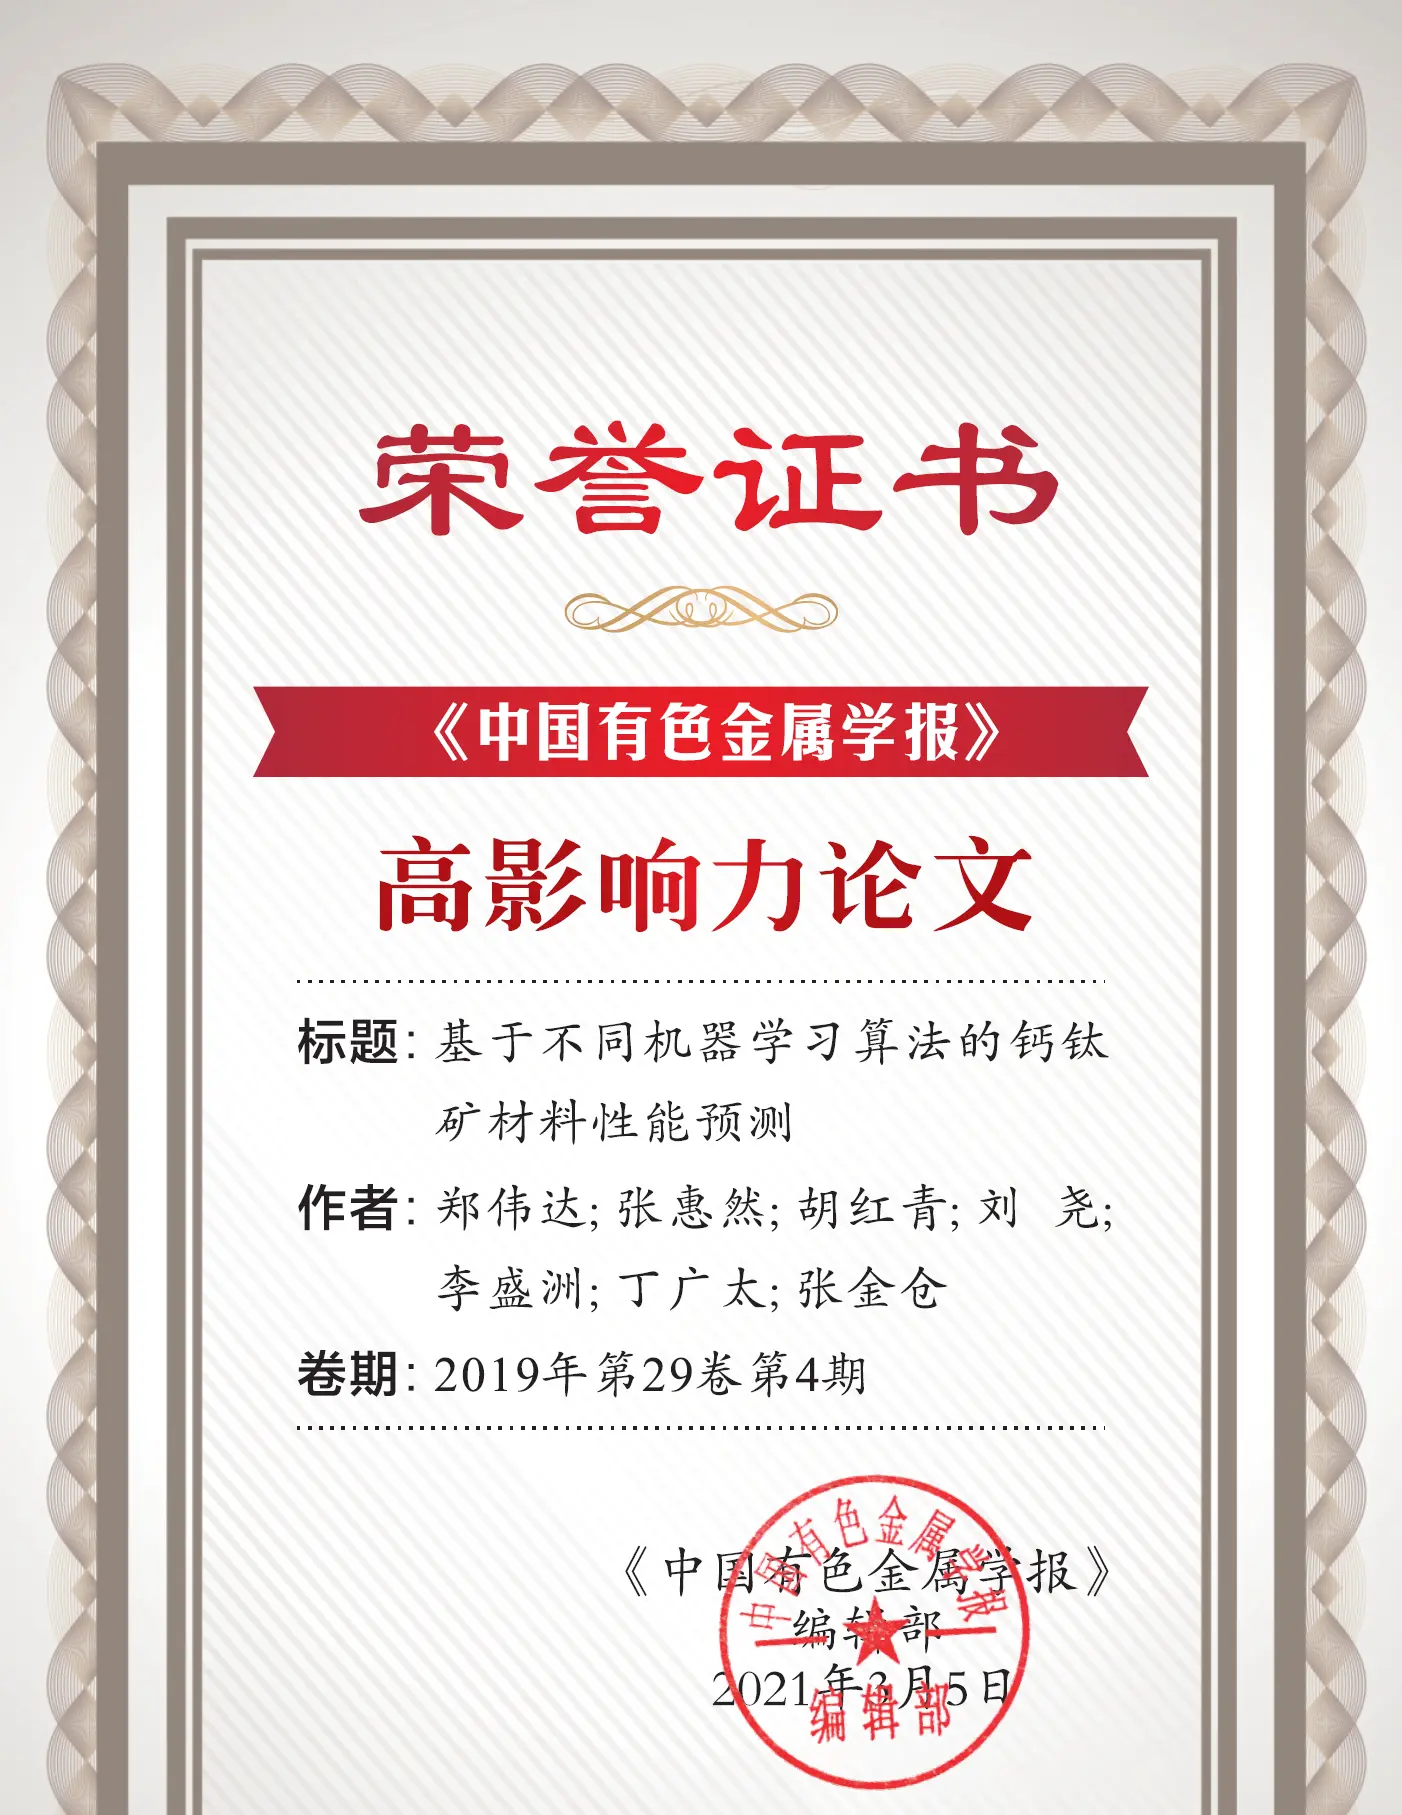 荣誉证书
《中国有色金属学报》
高影响力论文
标题：基于不同机器学习算法的钙钛
矿材料性能预测
作者：郑伟达; 张惠然; 胡红青; 刘 尧;
李盛洲; 丁广太; 张金仓
卷期：2019年第29卷第4期
《中国有色金属学报》
编辑部
2021年3月5日
中国有色金属学报
编辑部